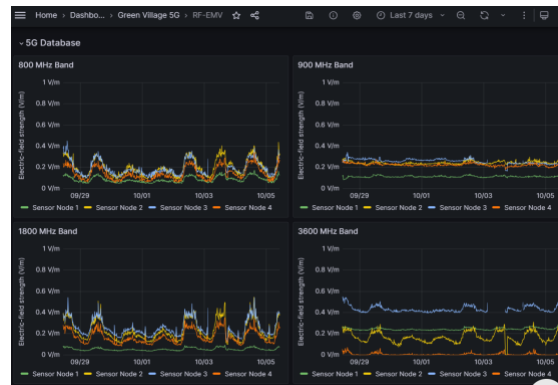 Home › Dashbo... › Green Village 5G › RF-EMV
Last 7 days
5G Database
800 MHz Band
Electric-field strength (V/m)
1 V/m
0.8 V/m
0.6 V/m
0.4 V/m
0.2 V/m
0 V/m
09/29 10/01 10/03 10/05
Sensor Node 1 Sensor Node 2 Sensor Node 3 Sensor Node 4
900 MHz Band
Electric-field strength (V/m)
1 V/m
0.8 V/m
0.6 V/m
0.4 V/m
0.2 V/m
0 V/m
09/29 10/01 10/03 10/05
Sensor Node 1 Sensor Node 2 Sensor Node 3 Sensor Node 4
1800 MHz Band
Electric-field strength (V/m)
1 V/m
0.8 V/m
0.6 V/m
0.4 V/m
0.2 V/m
0 V/m
09/29 10/01 10/03 10/05
Sensor Node 1 Sensor Node 2 Sensor Node 3 Sensor Node 4
3600 MHz Band
Electric-field strength (V/m)
1 V/m
0.8 V/m
0.6 V/m
0.4 V/m
0.2 V/m
0 V/m
09/29 10/01 10/03 10/05
Sensor Node 1 Sensor Node 2 Sensor Node 3 Sensor Node 4